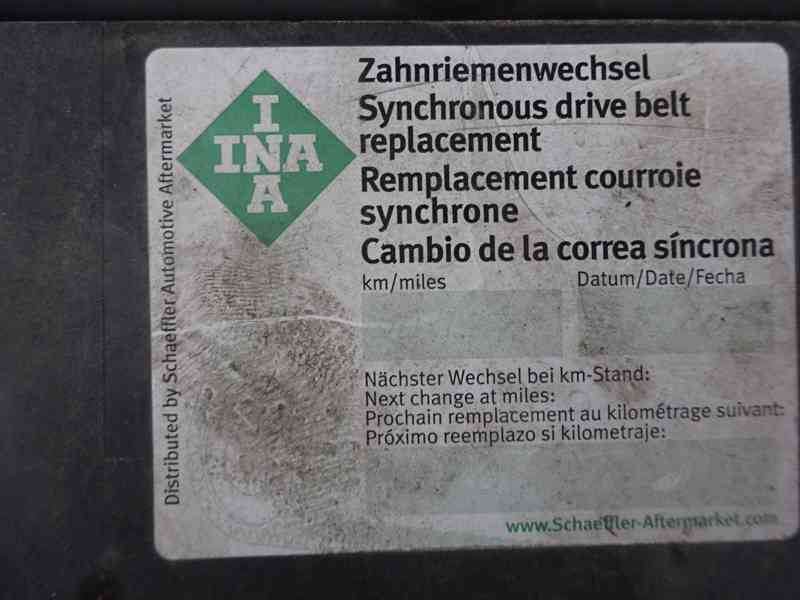 INA
INA
Zahnriemenwechsel
Synchronous drive belt
replacement
Remplacement courroie
synchrone
Cambio de la correa síncrona
km/miles
Datum/Date/Fecha
Nächster Wechsel bei km-Stand:
Next change at miles:
Prochain remplacement au kilométrage suivant:
Próximo reemplazo si kilometraje:
www.Schaeffler-Aftermarket.com
Distributed by Schaeffler Automotive Aftermarket